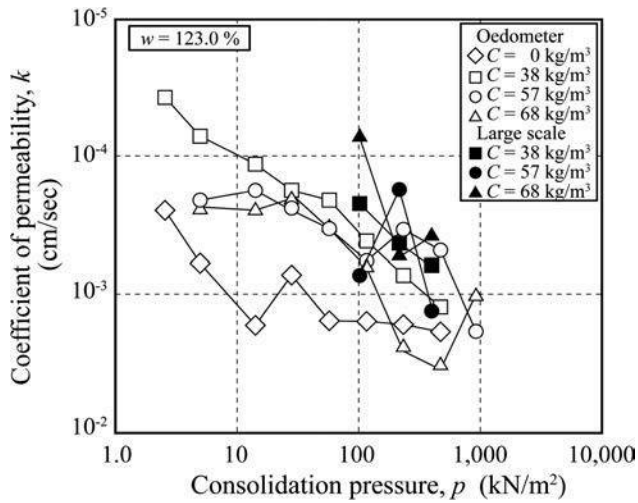 w = 123.0 %
Oedometer
C = 0 kg/m³
C = 38 kg/m³
C = 57 kg/m³
C = 68 kg/m³
Large scale
C = 38 kg/m³
C = 57 kg/m³
C = 68 kg/m³
Coefficient of permeability, k
(cm/sec)
10⁻⁵
10⁻⁴
10⁻³
10⁻²
1.0
10
100
1,000
10,000
Consolidation pressure, p (kN/m²)